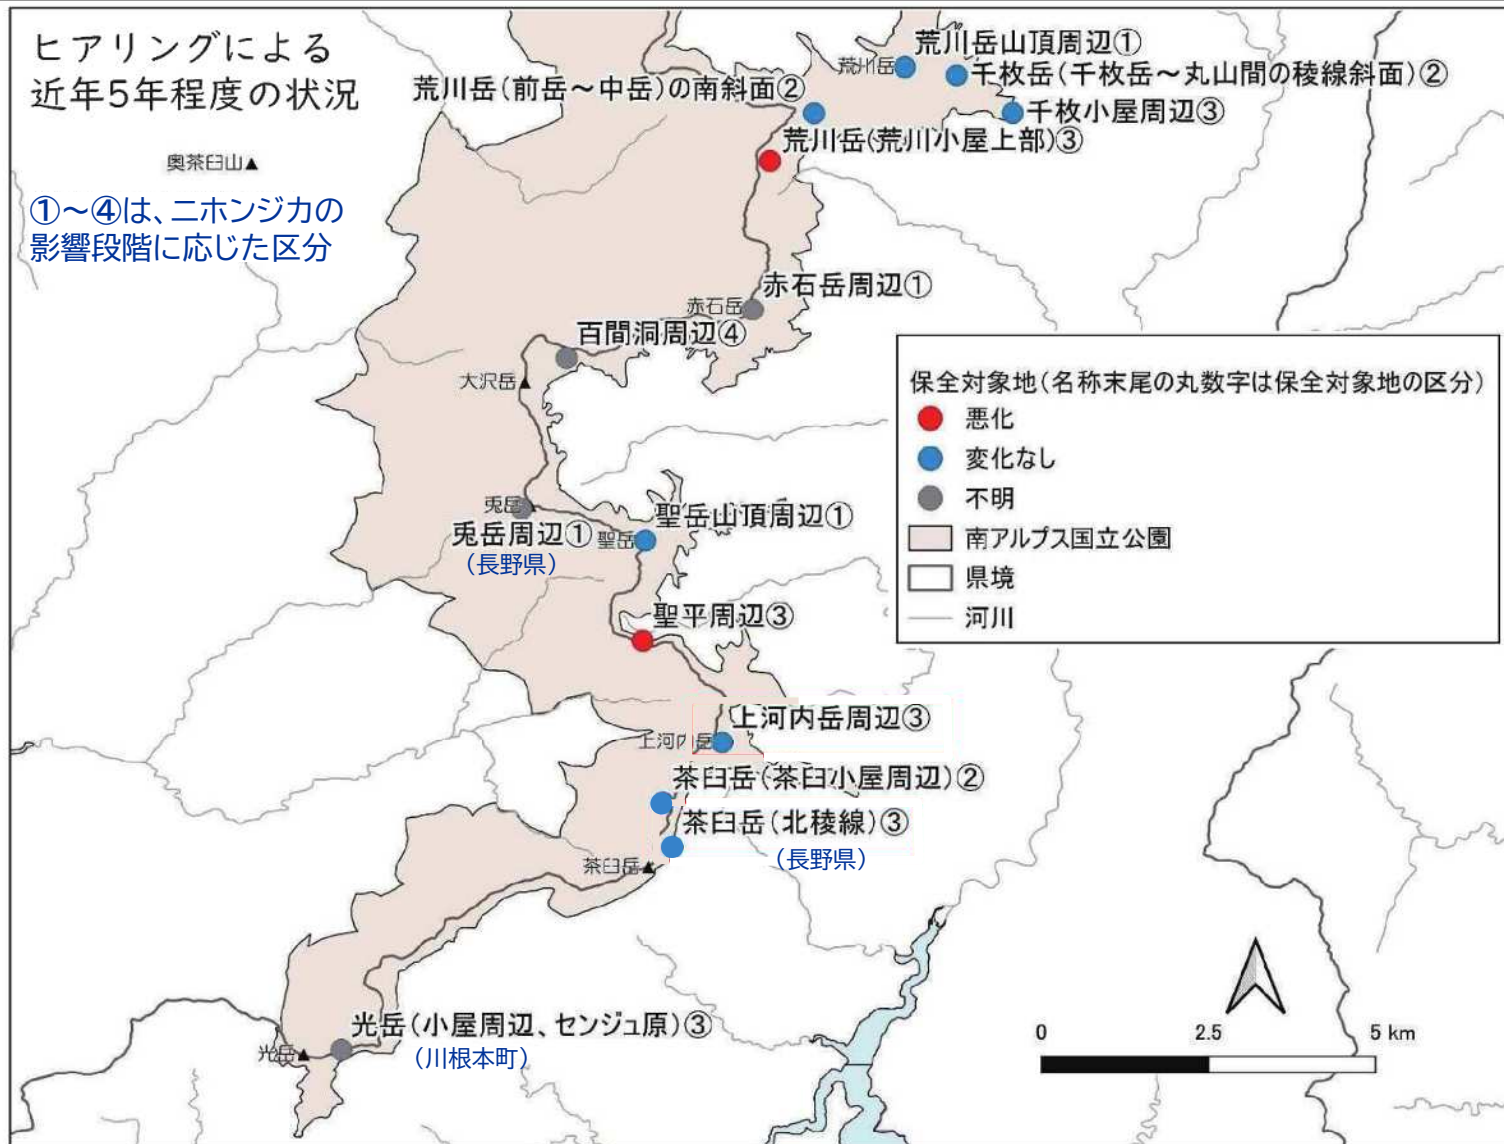 ヒアリングによる
近年5年程度の状況
荒川岳山頂周辺①
荒川岳
千枚岳(千枚岳～丸山間の稜線斜面)②
荒川岳(前岳～中岳)の南斜面②
千枚小屋周辺③
荒川岳(荒川小屋上部)③
奥茶臼山▲
①～④は、ニホンジカの
影響段階に応じた区分
赤石岳周辺①
赤石岳
百間洞周辺④
大沢岳▲
保全対象地(名称末尾の丸数字は保全対象地の区分)
悪化
変化なし
不明
南アルプス国立公園
県境
河川
兎岳
兎岳周辺①
(長野県)
聖岳山頂周辺①
聖岳
聖平周辺③
上河内岳周辺③
上河内岳
茶臼岳(茶臼小屋周辺)②
茶臼岳(北稜線)③
(長野県)
茶臼岳▲
光岳(小屋周辺、センジュ原)③
(川根本町)
光岳▲
0 2.5 5 km